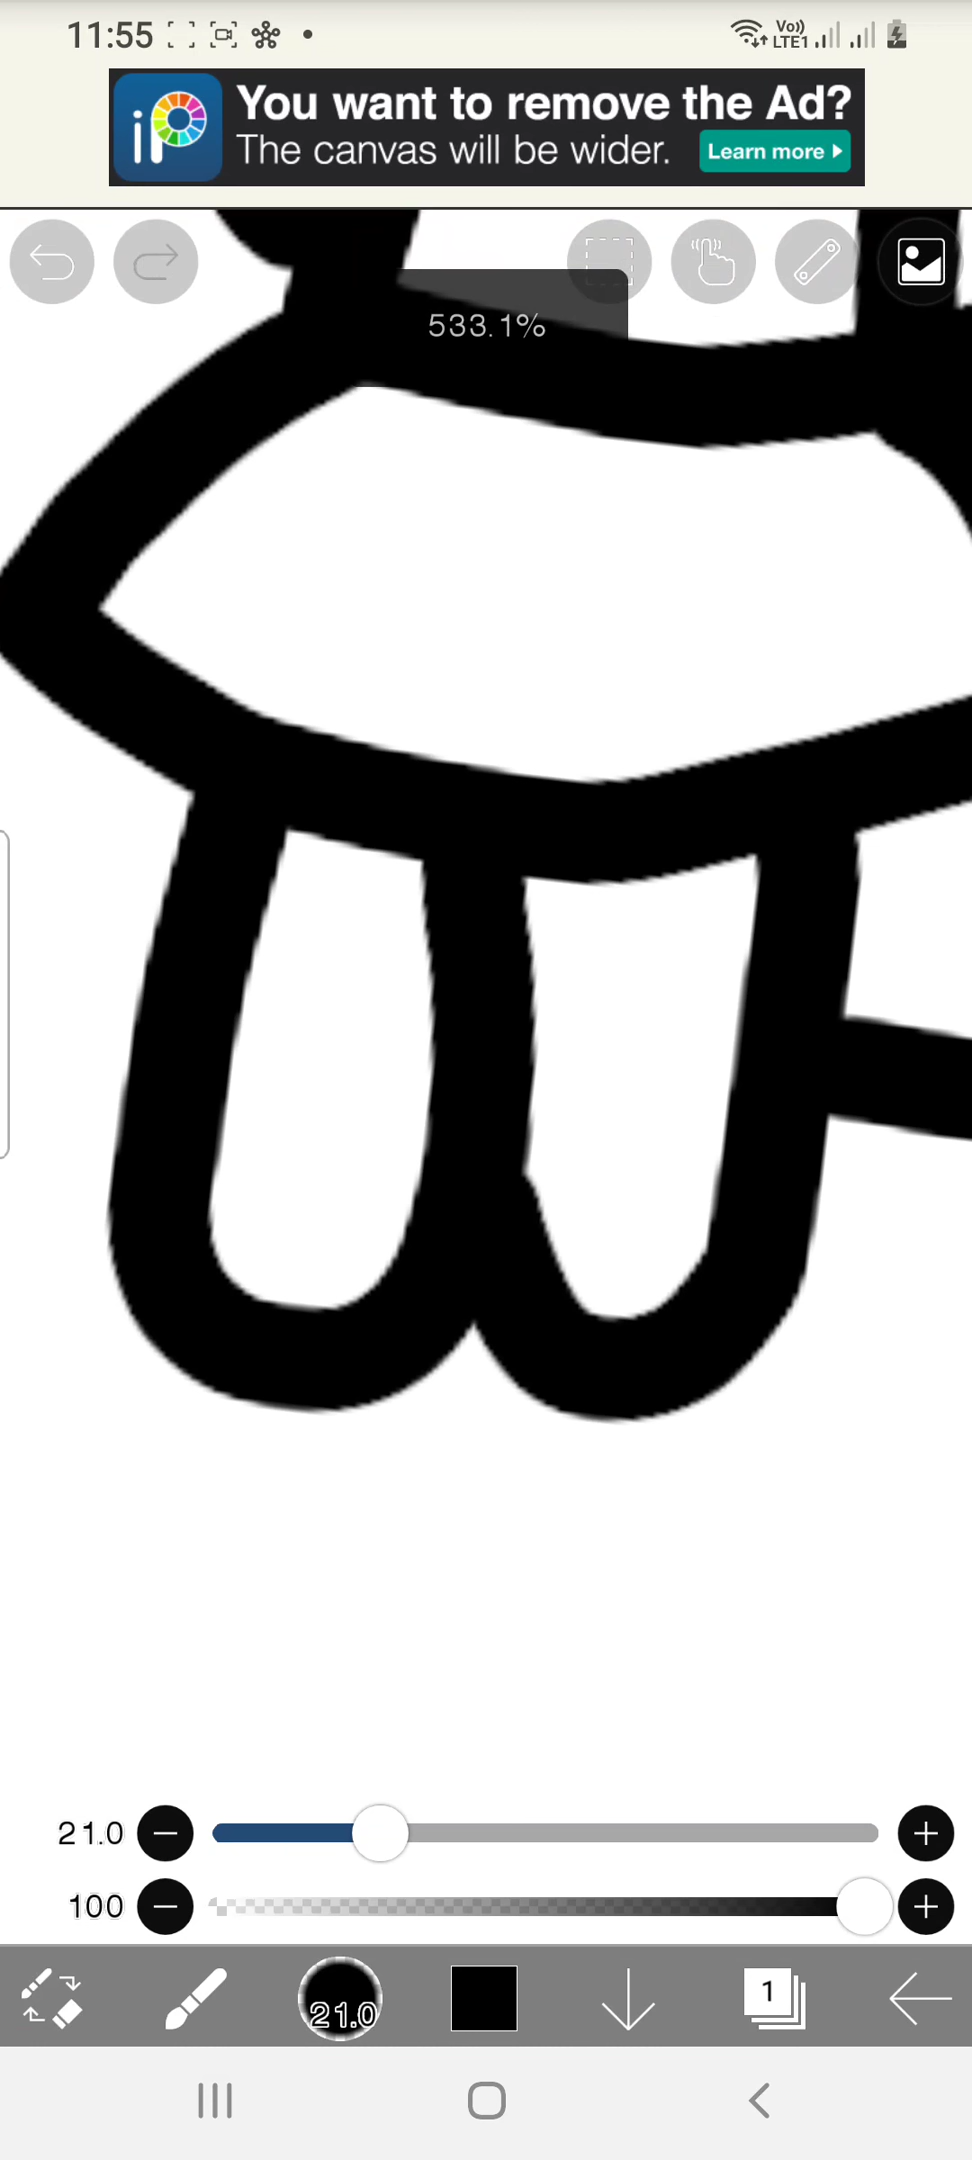 11:55
Vo))
LTE1
iP
You want to remove the Ad?
The canvas will be wider.
Learn more
533.1%
21.0
100
21.0
1